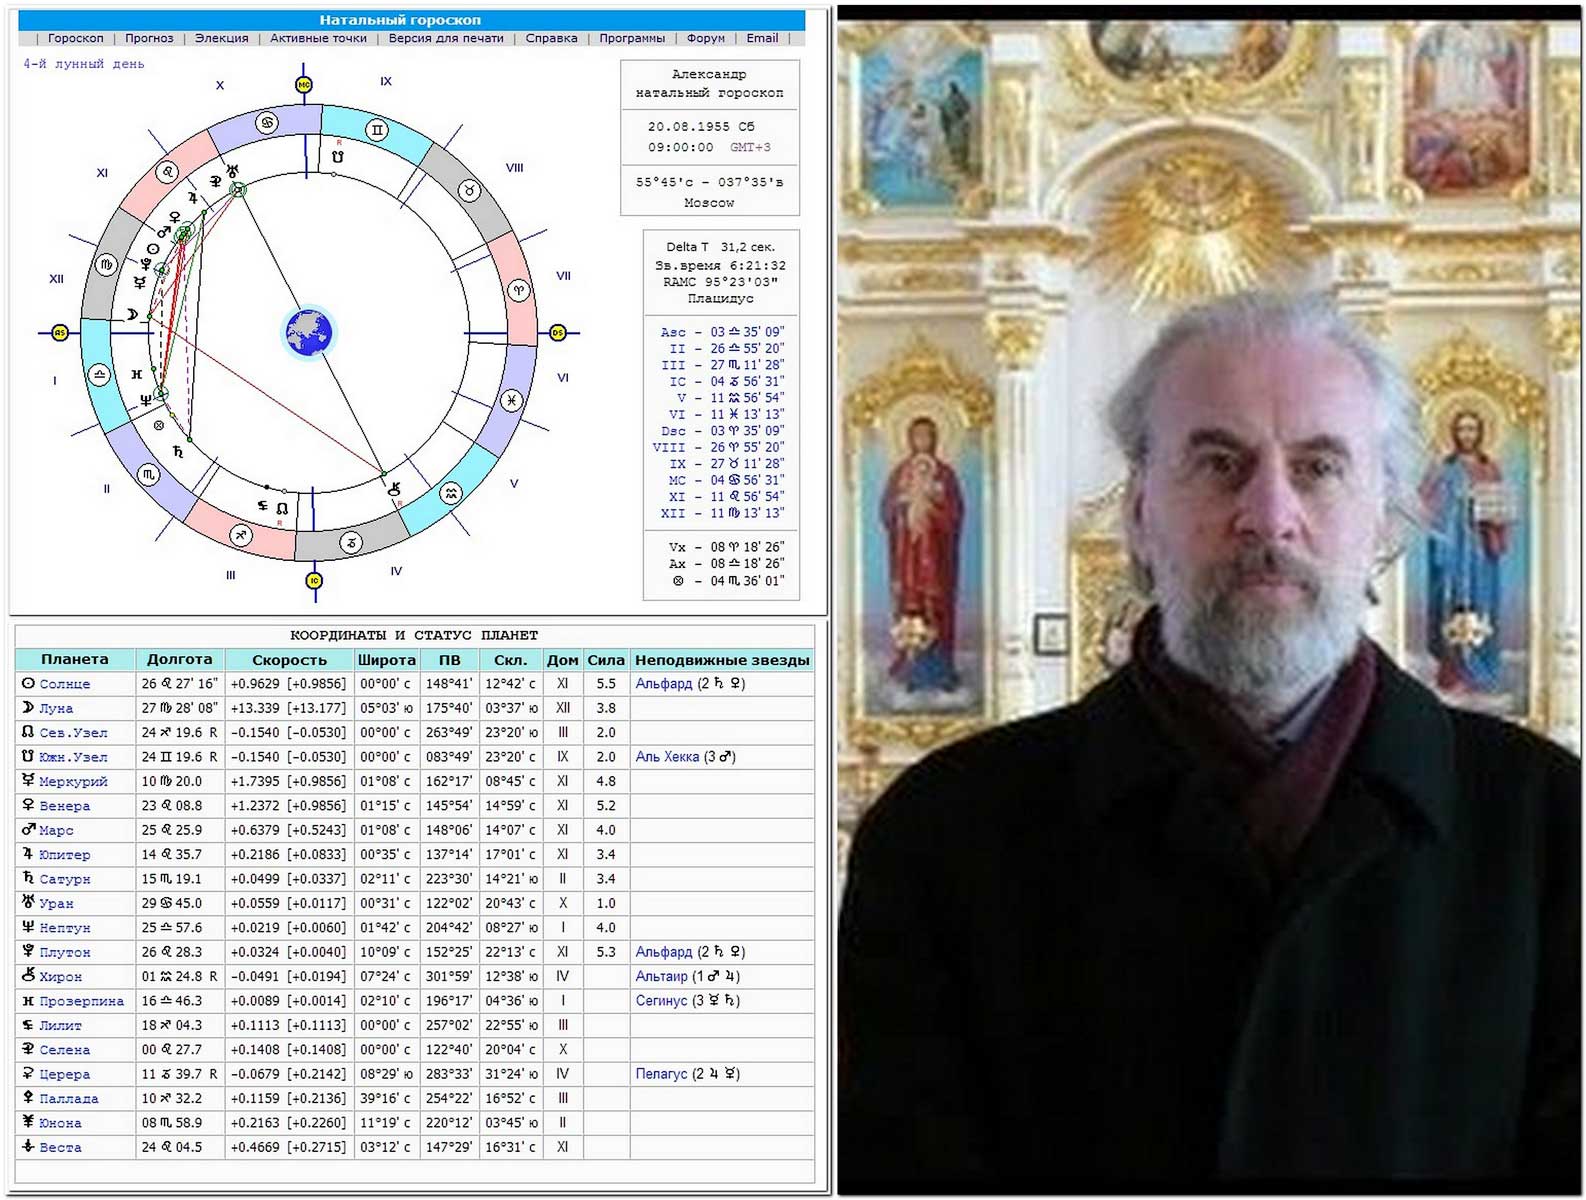 Натальный гороскоп
| Гороскоп | Прогноз | Элекция | Активные точки | Версия для печати | Справка | Программы | Форум | Email |
4-й лунный день
Александр
натальный гороскоп
20.08.1955 Сб
09:00:00 GMT+3
55°45'с - 037°35'в
Moscow
Delta T 31,2 сек.
Зв.время 6:21:32
RAMC 95°23'03"
Плацидус
Asc - 03 ♎ 35' 09"
II - 26 ♎ 55' 20"
III - 27 ♏ 11' 28"
IC - 04 ♑ 56' 31"
V - 11 ♒ 56' 54"
VI - 11 ♓ 13' 13"
Dsc - 03 ♈ 35' 09"
VIII - 26 ♈ 55' 20"
IX - 27 ♉ 11' 28"
MC - 04 ♋ 56' 31"
XI - 11 ♌ 56' 54"
XII - 11 ♍ 13' 13"
Vx - 08 ♈ 18' 26"
Ax - 08 ♎ 18' 26"
⊗ - 04 ♏ 36' 01"
MC
IX
X
VIII
XI
XII
VII
AS
DS
I
VI
II
V
III
IV
IC
КООРДИНАТЫ И СТАТУС ПЛАНЕТ
Планета Долгота Скорость Широта ПВ Скл. Дом Сила Неподвижные звезды
☉ Солнце 26 ♌ 27' 16" +0.9629 [+0.9856] 00°00' с 148°41' 12°42' с XI 5.5 Альфард (2 ♄ ♀)
☽ Луна 27 ♍ 28' 08" +13.339 [+13.177] 05°03' ю 175°40' 03°37' ю XII 3.8
☊ Сев.Узел 24 ♐ 19.6 R -0.1540 [-0.0530] 00°00' с 263°49' 23°20' ю III 2.0
☋ Южн.Узел 24 ♊ 19.6 R -0.1540 [-0.0530] 00°00' с 083°49' 23°20' с IX 2.0 Аль Хекка (3 ♂)
☿ Меркурий 10 ♍ 20.0 +1.7395 [+0.9856] 01°08' с 162°17' 08°45' с XI 4.8
♀ Венера 23 ♌ 08.8 +1.2372 [+0.9856] 01°15' с 145°54' 14°59' с XI 5.2
♂ Марс 25 ♌ 25.9 +0.6379 [+0.5243] 01°08' с 148°06' 14°07' с XI 4.0
♃ Юпитер 14 ♌ 35.7 +0.2186 [+0.0833] 00°35' с 137°14' 17°01' с XI 3.4
♄ Сатурн 15 ♏ 19.1 +0.0499 [+0.0337] 02°11' с 223°30' 14°21' ю II 3.4
♅ Уран 29 ♋ 45.0 +0.0559 [+0.0117] 00°31' с 122°02' 20°43' с X 1.0
♆ Нептун 25 ♎ 57.6 +0.0219 [+0.0060] 01°42' с 204°42' 08°27' ю I 4.0
Плутон 26 ♌ 28.3 +0.0324 [+0.0040] 10°09' с 152°25' 22°13' с XI 5.3 Альфард (2 ♄ ♀)
⚷ Хирон 01 ♒ 24.8 R -0.0491 [+0.0194] 07°24' с 301°59' 12°38' ю IV Альтаир (1 ♂ ♃)
Прозерпина 16 ♎ 46.3 +0.0089 [+0.0014] 02°10' с 196°17' 04°36' ю I Сегинус (3 ☿ ♄)
Лилит 18 ♐ 04.3 +0.1113 [+0.1113] 00°00' с 257°02' 22°55' ю III
Селена 00 ♌ 27.7 +0.1408 [+0.1408] 00°00' с 122°40' 20°04' с X
⚳ Церера 11 ♑ 39.7 R -0.0679 [+0.2142] 08°29' ю 283°33' 31°24' ю IV Пелагус (2 ♃ ☿)
⚴ Паллада 10 ♐ 32.2 +0.1159 [+0.2136] 39°16' с 254°22' 16°52' с III
⚵ Юнона 08 ♏ 58.9 +0.2163 [+0.2260] 11°19' с 220°12' 03°45' ю II
⚶ Веста 24 ♌ 04.5 +0.4669 [+0.2715] 03°12' с 147°29' 16°31' с XI